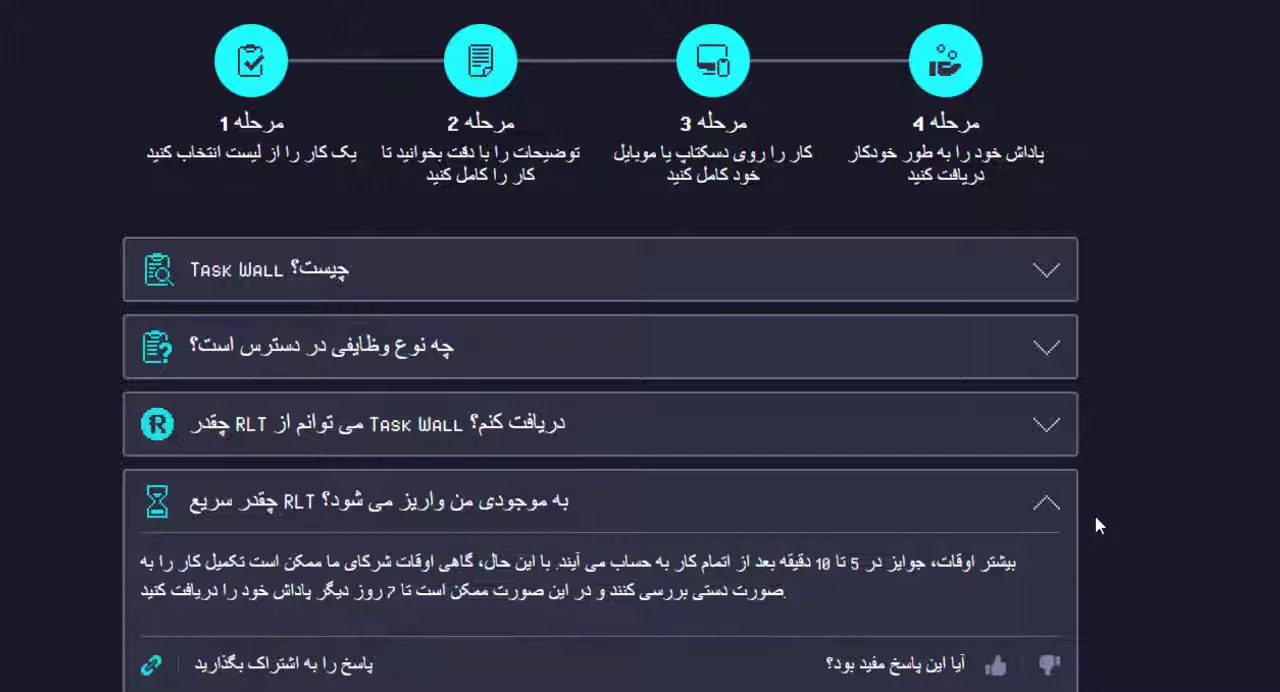 مرحله 1
یک کار را از لیست انتخاب کنید
مرحله 2
توضیحات را با دقت بخوانید تا
کار را کامل کنید
مرحله 3
کار را روی دسکتاپ یا موبایل
خود کامل کنید
مرحله 4
پاداش خود را به طور خودکار
دریافت کنید
Task Wall چیست؟
چه نوع وظایفی در دسترس است؟
چقدر RLT می توانم از Task Wall دریافت کنم؟
چقدر سریع RLT به موجودی من واریز می شود؟
بیشتر اوقات، جوایز در 5 تا 10 دقیقه بعد از اتمام کار به حساب می آیند. با این حال، گاهی اوقات شرکای ما ممکن است تکمیل کار را به
صورت دستی بررسی کنند و در این صورت ممکن است تا 7 روز دیگر پاداش خود را دریافت کنید.
پاسخ را به اشتراک بگذارید
آیا این پاسخ مفید بود؟